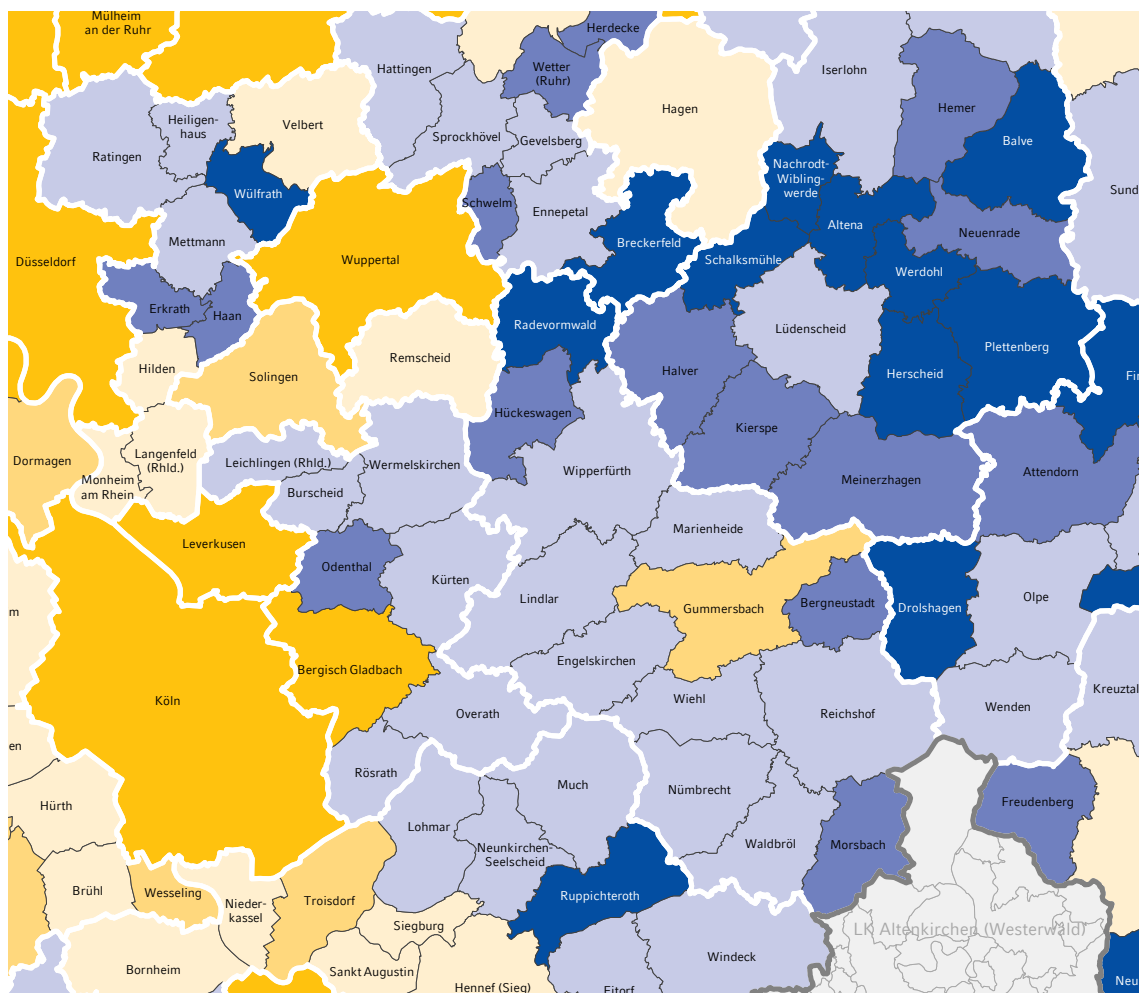 Mülheim
an der Ruhr
Herdecke
Hattingen
Wetter
(Ruhr)
Iserlohn
Hemer
Hagen
Heiligen-
haus
Velbert
Sprockhövel
Gevelsberg
Balve
Ratingen
Nachrodt-
Wibling-
werde
Wülfrath
Schwelm
Ennepetal
Sund
Altena
Mettmann
Breckerfeld
Neuenrade
Düsseldorf
Wuppertal
Schalksmühle
Werdohl
Erkrath
Haan
Radevormwald
Lüdenscheid
Plettenberg
Hilden
Solingen
Remscheid
Halver
Herscheid
Fin
Hückeswagen
Kierspe
Dormagen
Langenfeld
(Rhld.)
Leichlingen (Rhld.)
Wermelskirchen
Wipperfürth
Attendorn
Monheim
am Rhein
Burscheid
Meinerzhagen
Marienheide
Leverkusen
Odenthal
Kürten
Lindlar
Gummersbach
Bergneustadt
Drolshagen
Olpe
m
Bergisch Gladbach
Engelskirchen
Köln
Wiehl
Kreuztal
Overath
Reichshof
Wenden
en
Rösrath
Much
Nümbrecht
Hürth
Freudenberg
Lohmar
Neunkirchen-
Seelscheid
Waldbröl
Morsbach
Brühl
Wesseling
Nieder-
kassel
Troisdorf
Ruppichteroth
Siegburg
LK Altenkirchen (Westerwald)
Bornheim
Sankt Augustin
Windeck
Hennef (Sieg)
Eitorf
Neu